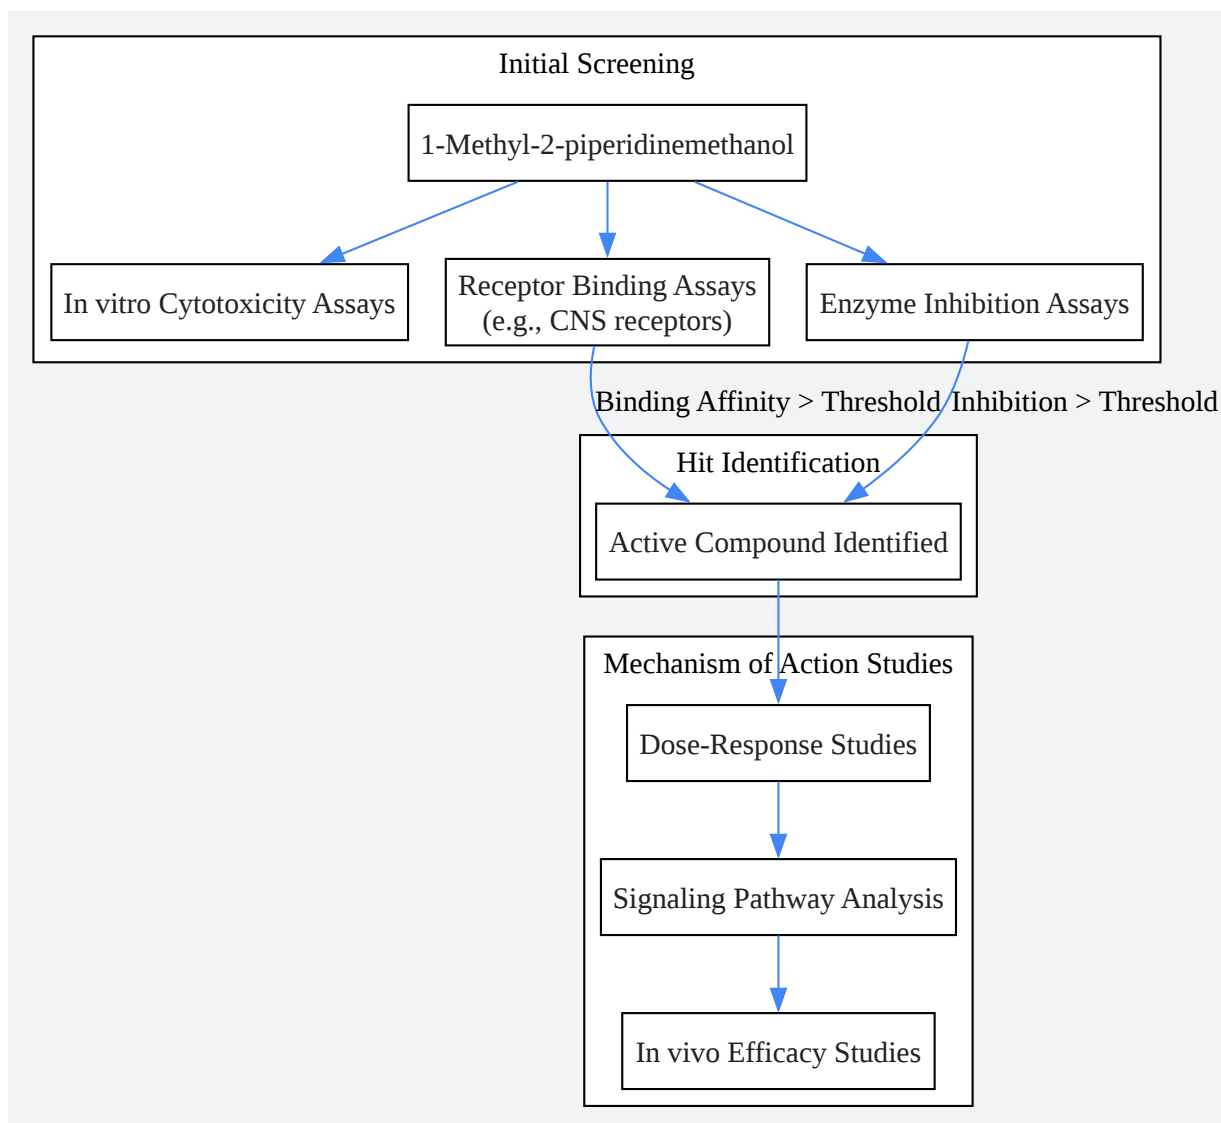 Initial Screening
1-Methyl-2-piperidinemethanol
In vitro Cytotoxicity Assays
Receptor Binding Assays
(e.g., CNS receptors)
Enzyme Inhibition Assays
Binding Affinity > Threshold
Inhibition > Threshold
Hit Identification
Active Compound Identified
Mechanism of Action Studies
Dose-Response Studies
Signaling Pathway Analysis
In vivo Efficacy Studies